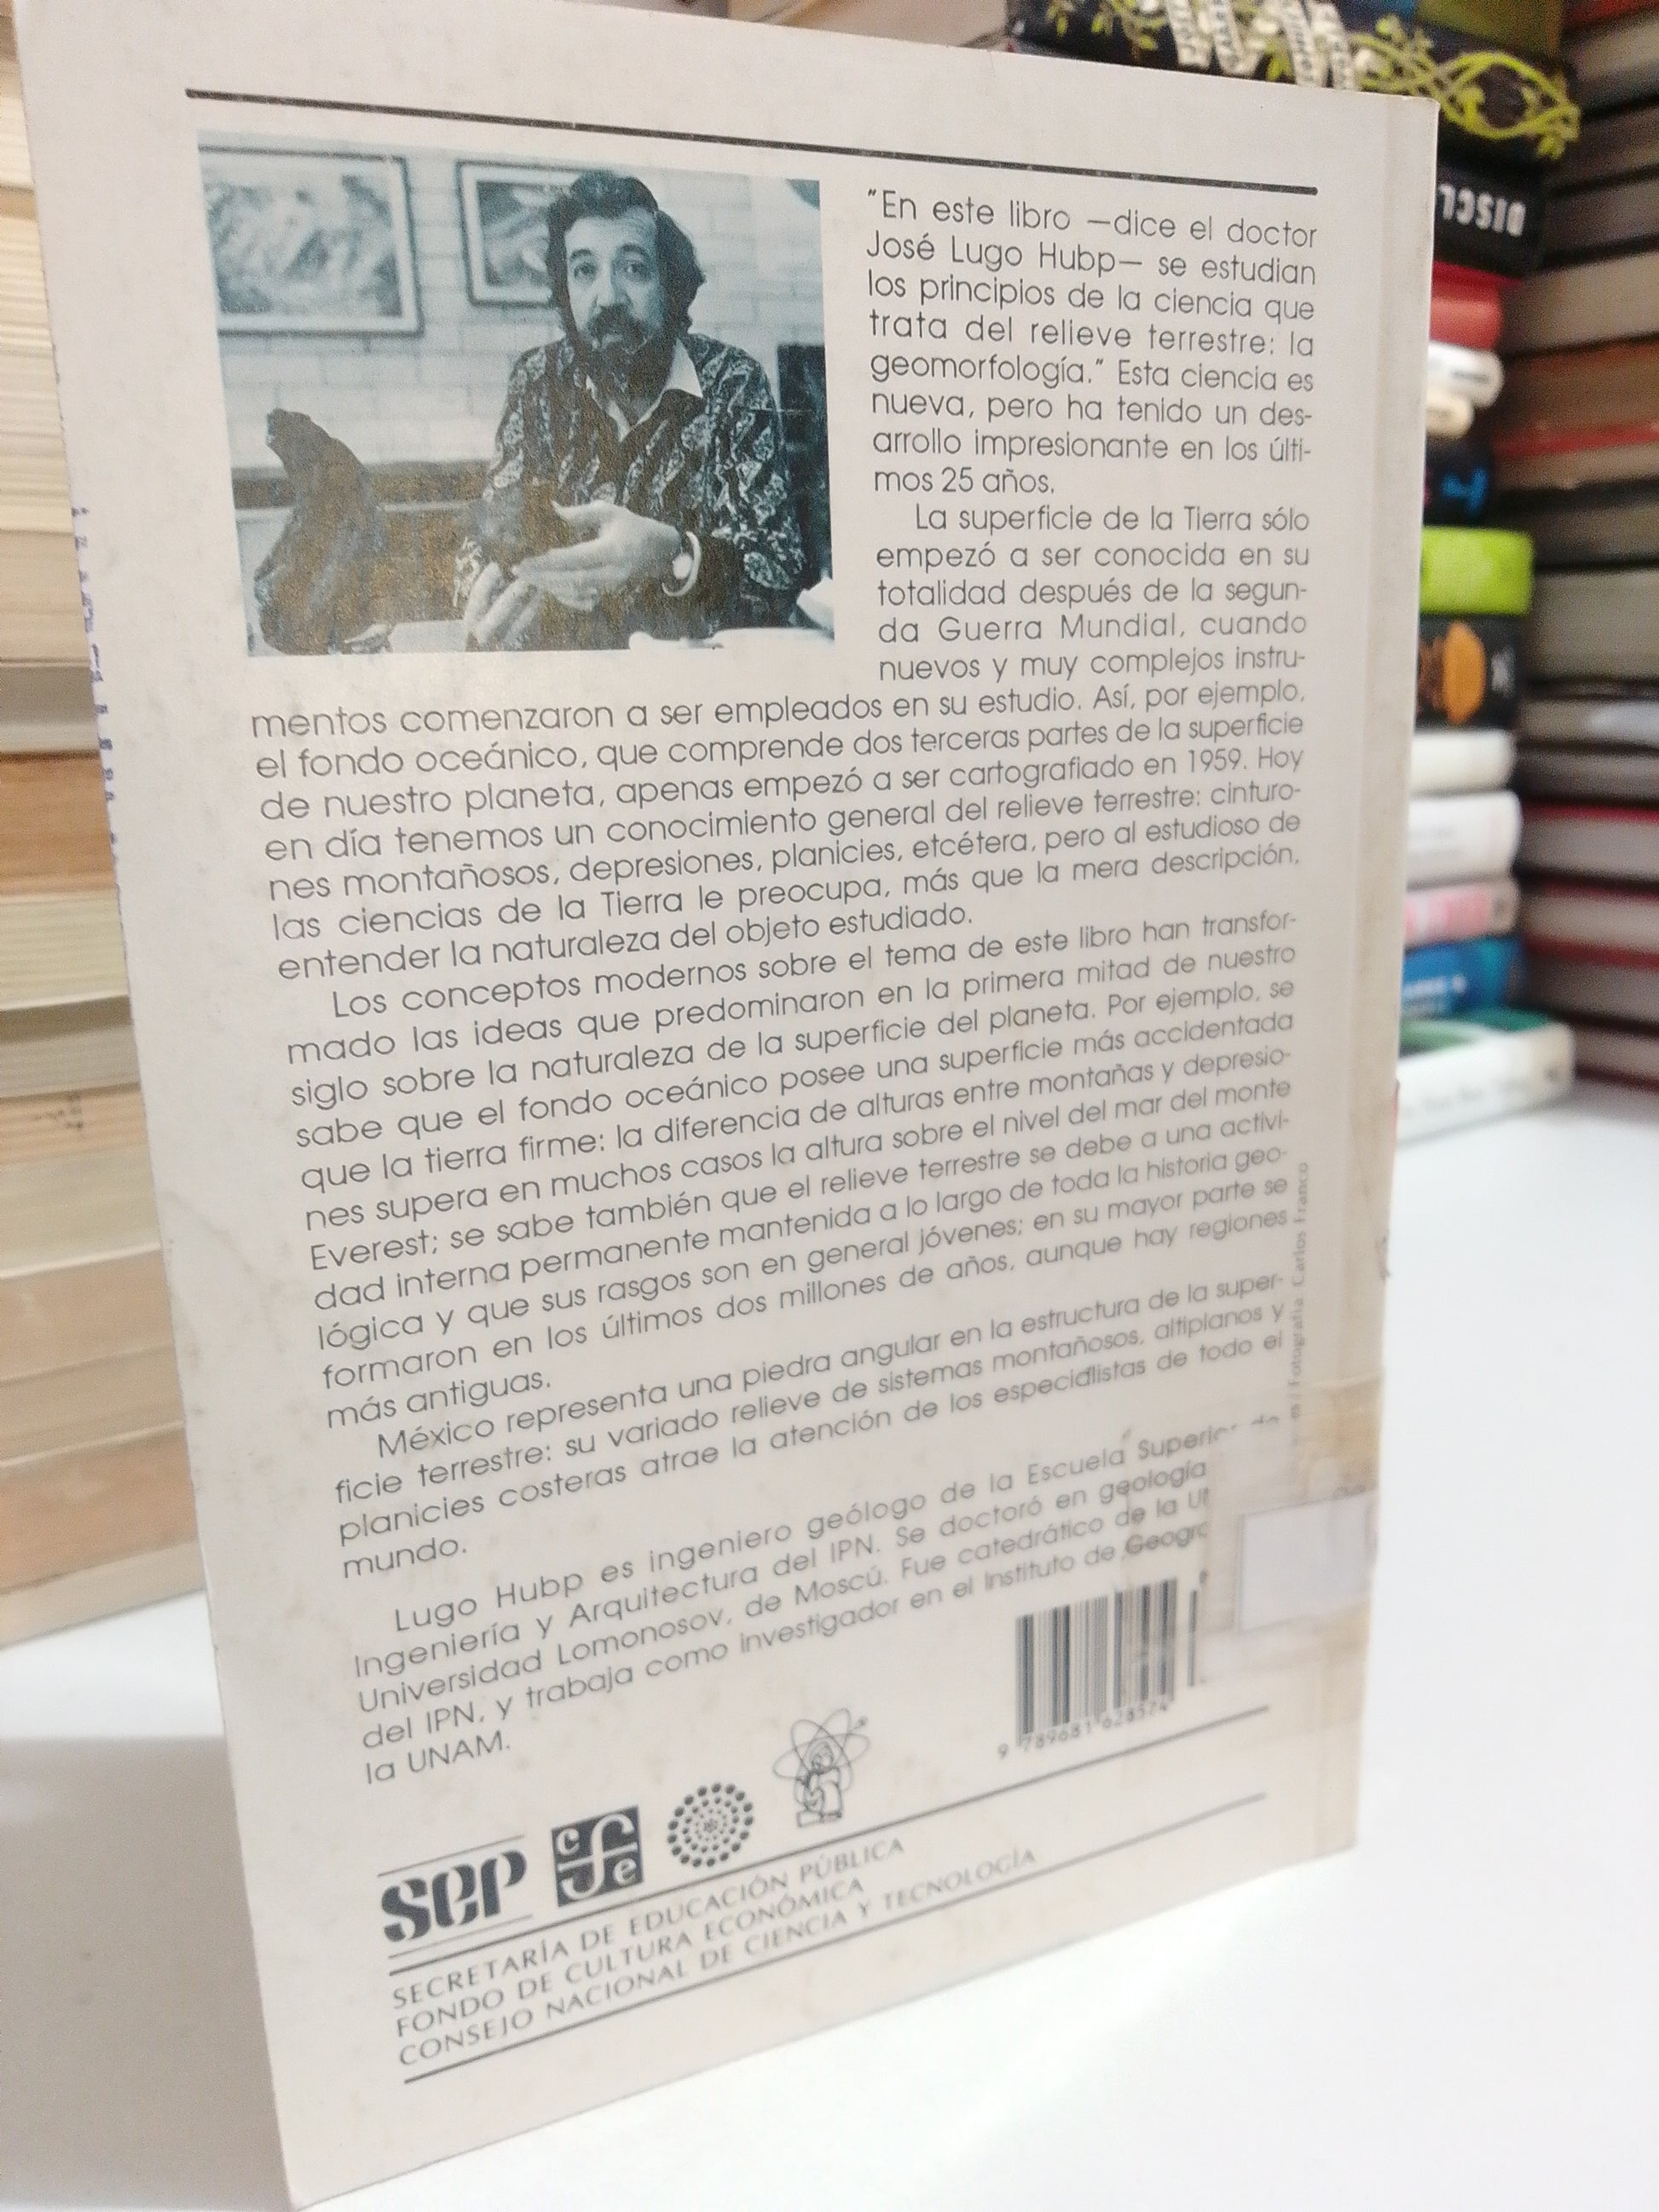 "En este libro —dice el doctor
José Lugo Hubp— se estudian
los principios de la ciencia que
trata del relieve terrestre: la
geomorfología." Esta ciencia es
nueva, pero ha tenido un des-
arrollo impresionante en los últi-
mos 25 años.
La superficie de la Tierra sólo
empezó a ser conocida en su
totalidad después de la segun-
da Guerra Mundial, cuando
nuevos y muy complejos instru-
mentos comenzaron a ser empleados en su estudio. Así, por ejemplo,
el fondo oceánico, que comprende dos terceras partes de la superficie
de nuestro planeta, apenas empezó a ser cartografiado en 1959. Hoy
en día tenemos un conocimiento general del relieve terrestre: cinturo-
nes montañosos, depresiones, planicies, etcétera, pero al estudioso de
las ciencias de la Tierra le preocupa, más que la mera descripción,
entender la naturaleza del objeto estudiado.
Los conceptos modernos sobre el tema de este libro han transfor-
mado las ideas que predominaron en la primera mitad de nuestro
siglo sobre la naturaleza de la superficie del planeta. Por ejemplo, se
sabe que el fondo oceánico posee una superficie más accidentada
que la tierra firme: la diferencia de alturas entre montañas y depresio-
nes supera en muchos casos la altura sobre el nivel del mar del monte
Everest; se sabe también que el relieve terrestre se debe a una activi-
dad interna permanente mantenida a lo largo de toda la historia geo-
lógica y que sus rasgos son en general jóvenes; en su mayor parte se
formaron en los últimos dos millones de años, aunque hay regiones
más antiguas.
México representa una piedra angular en la estructura de la super-
ficie terrestre: su variado relieve de sistemas montañosos, altiplanos y
planicies costeras atrae la atención de los especialistas de todo el
mundo.
Lugo Hubp es ingeniero geólogo de la Escuela Superior de
Ingeniería y Arquitectura del IPN. Se doctoró en geología
Universidad Lomonosov, de Moscú. Fue catedrático de la
del IPN, y trabaja como investigador en el Instituto de Geogr
la UNAM.
Fotografía Carlos Franco
9 789681 628574
sep
cfe
SECRETARÍA DE EDUCACIÓN PÚBLICA
FONDO DE CULTURA ECONÓMICA
CONSEJO NACIONAL DE CIENCIA Y TECNOLOGÍA